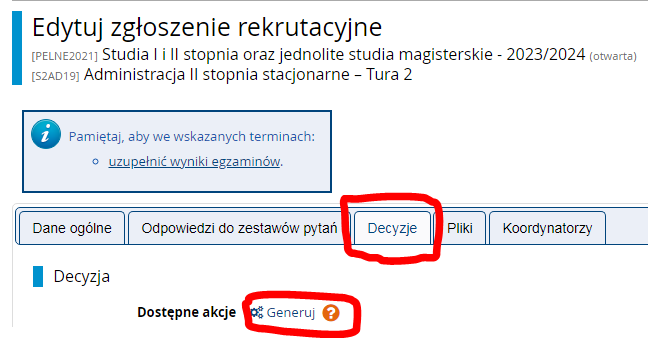 Edytuj zgłoszenie rekrutacyjne
[PELNE2021] Studia I i II stopnia oraz jednolite studia magisterskie - 2023/2024 (otwarta)
[S2AD19] Administracja II stopnia stacjonarne – Tura 2
i Pamiętaj, aby we wskazanych terminach:
uzupełnić wyniki egzaminów.
Dane ogólne Odpowiedzi do zestawów pytań Decyzje Pliki Koordynatorzy
Decyzja
Dostępne akcje Generuj ?